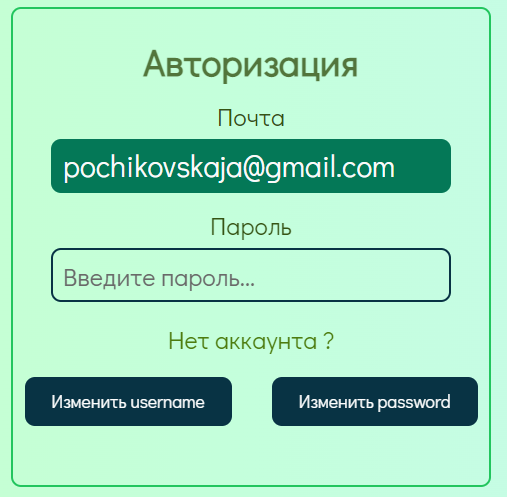 Авторизация
Почта
pochikovskaja@gmail.com
Пароль
Введите пароль...
Нет аккаунта ?
Изменить username
Изменить password